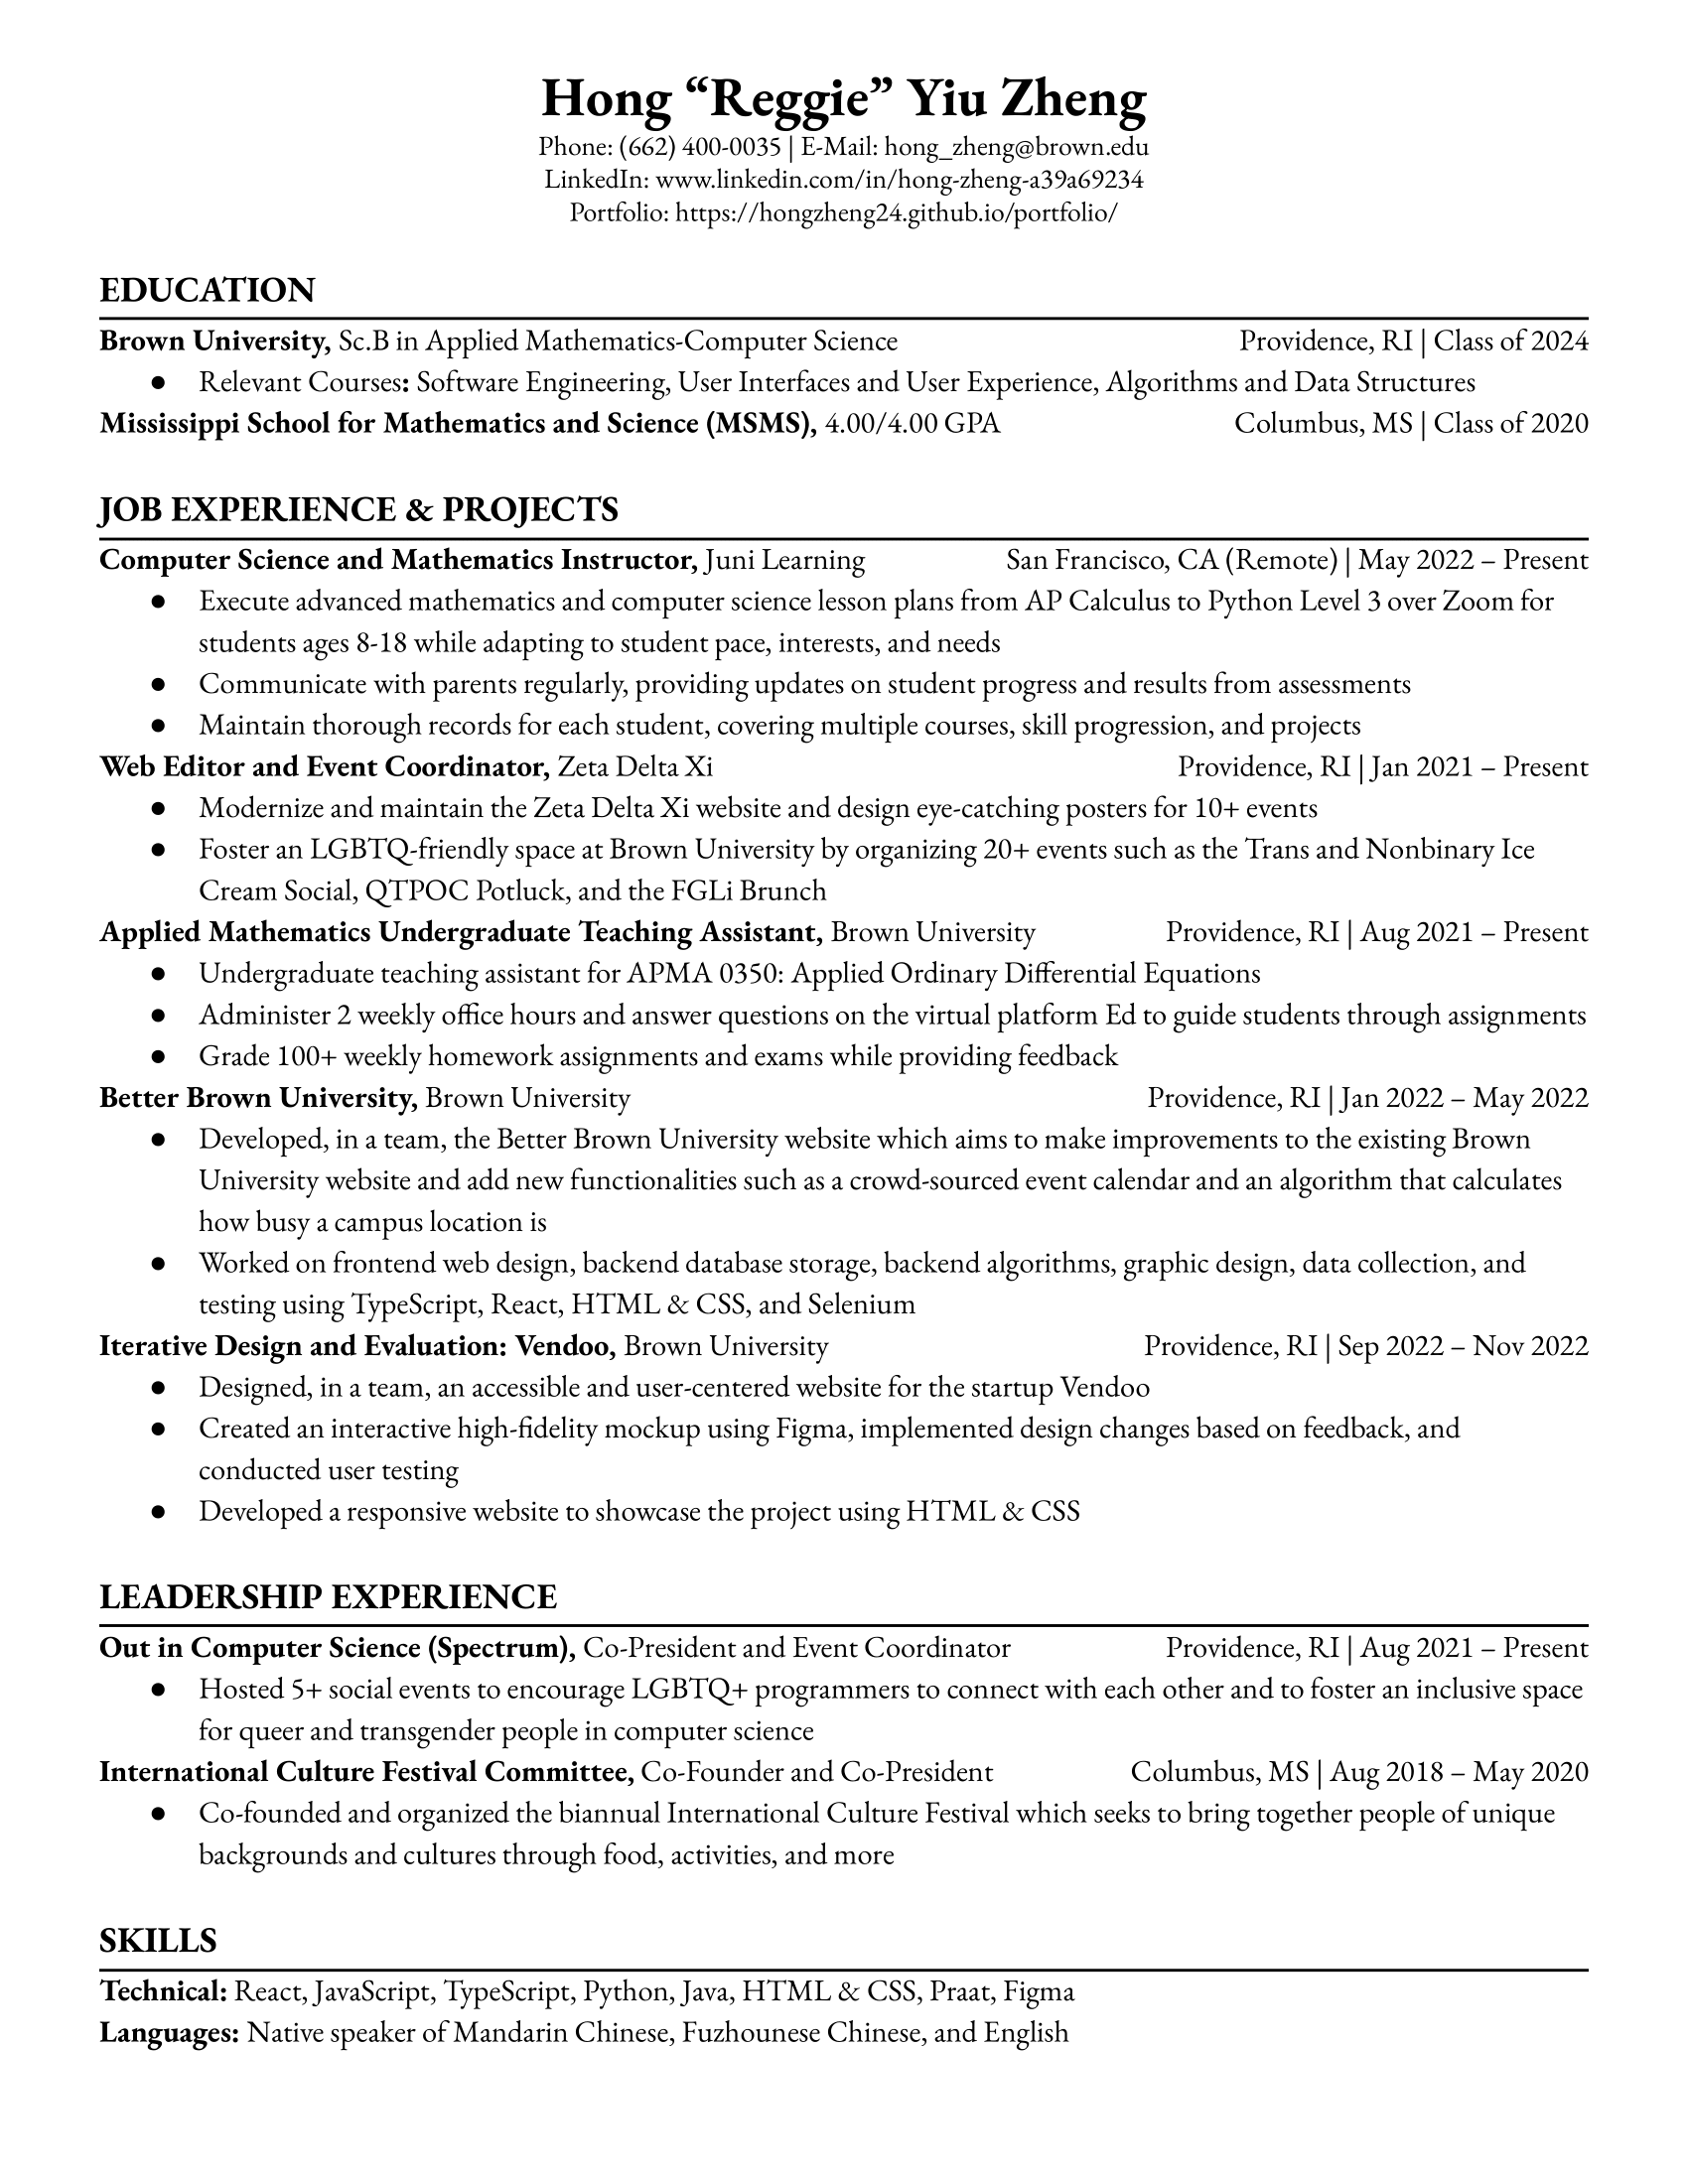 Hong “Reggie” Yiu Zheng
Phone: (662) 400-0035 | E-Mail: hong_zheng@brown.edu
LinkedIn: www.linkedin.com/in/hong-zheng-a39a69234
Portfolio: https://hongzheng24.github.io/portfolio/
EDUCATION
Brown University, Sc.B in Applied Mathematics-Computer Science Providence, RI | Class of 2024
● Relevant Courses: Software Engineering, User Interfaces and User Experience, Algorithms and Data Structures
Mississippi School for Mathematics and Science (MSMS), 4.00/4.00 GPA Columbus, MS | Class of 2020
JOB EXPERIENCE & PROJECTS
Computer Science and Mathematics Instructor, Juni Learning San Francisco, CA (Remote) | May 2022 – Present
● Execute advanced mathematics and computer science lesson plans from AP Calculus to Python Level 3 over Zoom for
students ages 8-18 while adapting to student pace, interests, and needs
● Communicate with parents regularly, providing updates on student progress and results from assessments
● Maintain thorough records for each student, covering multiple courses, skill progression, and projects
Web Editor and Event Coordinator, Zeta Delta Xi Providence, RI | Jan 2021 – Present
● Modernize and maintain the Zeta Delta Xi website and design eye-catching posters for 10+ events
● Foster an LGBTQ-friendly space at Brown University by organizing 20+ events such as the Trans and Nonbinary Ice
Cream Social, QTPOC Potluck, and the FGLi Brunch
Applied Mathematics Undergraduate Teaching Assistant, Brown University Providence, RI | Aug 2021 – Present
● Undergraduate teaching assistant for APMA 0350: Applied Ordinary Differential Equations
● Administer 2 weekly office hours and answer questions on the virtual platform Ed to guide students through assignments
● Grade 100+ weekly homework assignments and exams while providing feedback
Better Brown University, Brown University Providence, RI | Jan 2022 – May 2022
● Developed, in a team, the Better Brown University website which aims to make improvements to the existing Brown
University website and add new functionalities such as a crowd-sourced event calendar and an algorithm that calculates
how busy a campus location is
● Worked on frontend web design, backend database storage, backend algorithms, graphic design, data collection, and
testing using TypeScript, React, HTML & CSS, and Selenium
Iterative Design and Evaluation: Vendoo, Brown University Providence, RI | Sep 2022 – Nov 2022
● Designed, in a team, an accessible and user-centered website for the startup Vendoo
● Created an interactive high-fidelity mockup using Figma, implemented design changes based on feedback, and
conducted user testing
● Developed a responsive website to showcase the project using HTML & CSS
LEADERSHIP EXPERIENCE
Out in Computer Science (Spectrum), Co-President and Event Coordinator Providence, RI | Aug 2021 – Present
● Hosted 5+ social events to encourage LGBTQ+ programmers to connect with each other and to foster an inclusive space
for queer and transgender people in computer science
International Culture Festival Committee, Co-Founder and Co-President Columbus, MS | Aug 2018 – May 2020
● Co-founded and organized the biannual International Culture Festival which seeks to bring together people of unique
backgrounds and cultures through food, activities, and more
SKILLS
Technical: React, JavaScript, TypeScript, Python, Java, HTML & CSS, Praat, Figma
Languages: Native speaker of Mandarin Chinese, Fuzhounese Chinese, and English